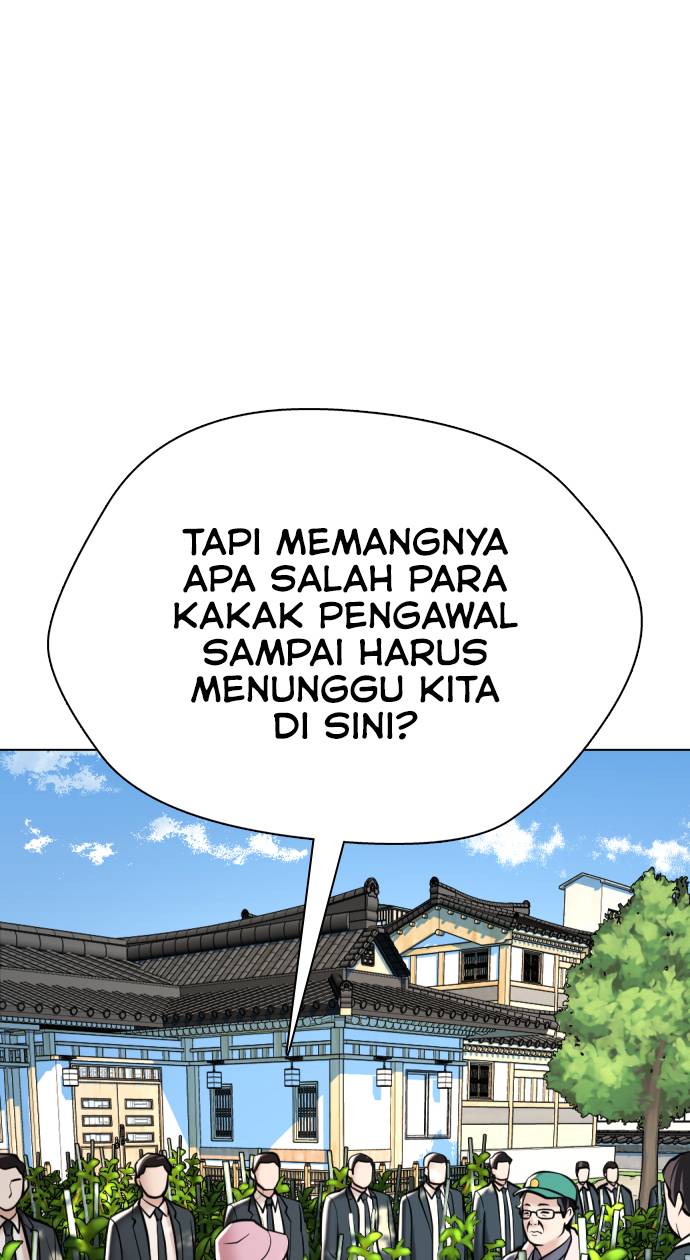 TAPI MEMANGNYA
APA SALAH PARA
KAKAK PENGAWAL
SAMPAI HARUS
MENUNGGU KITA
DI SINI?